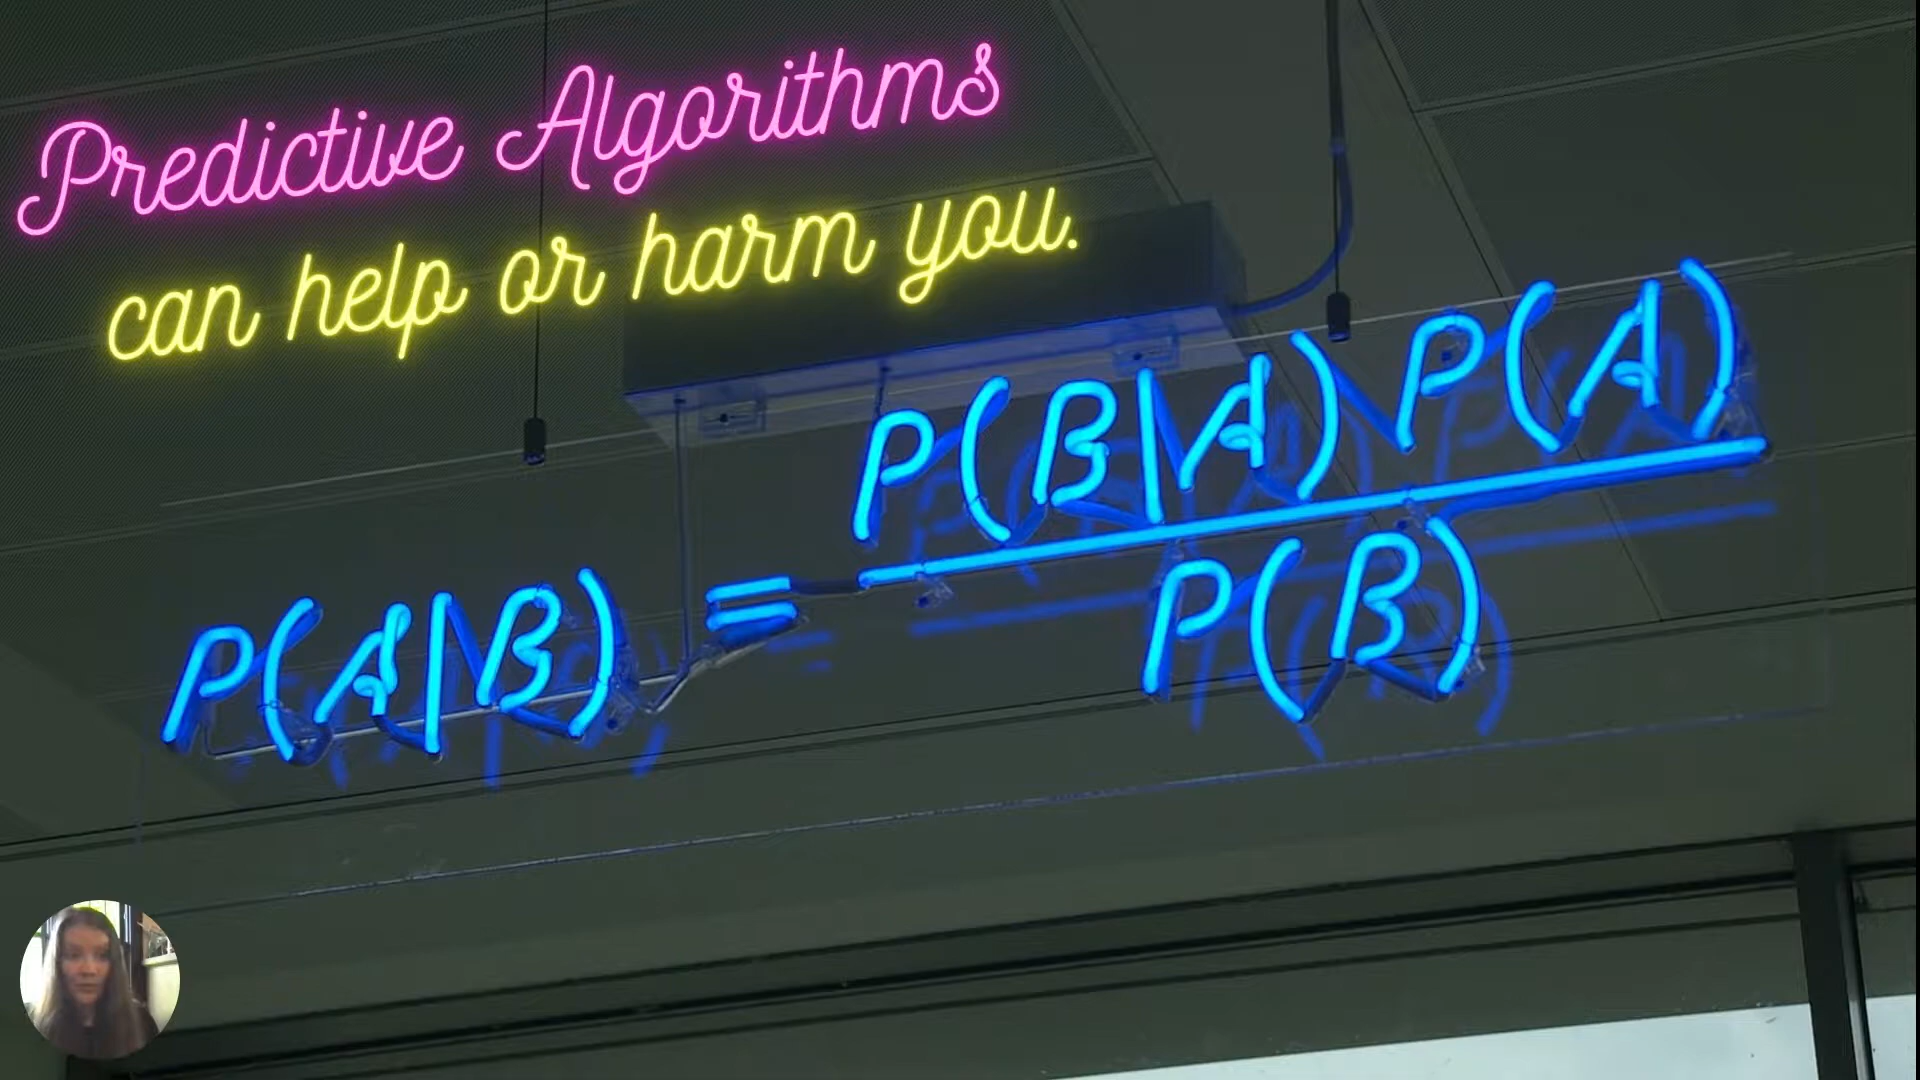 Predictive Algorithms
can help or harm you.
P(A|B) = P(B|A) P(A)
P(B)